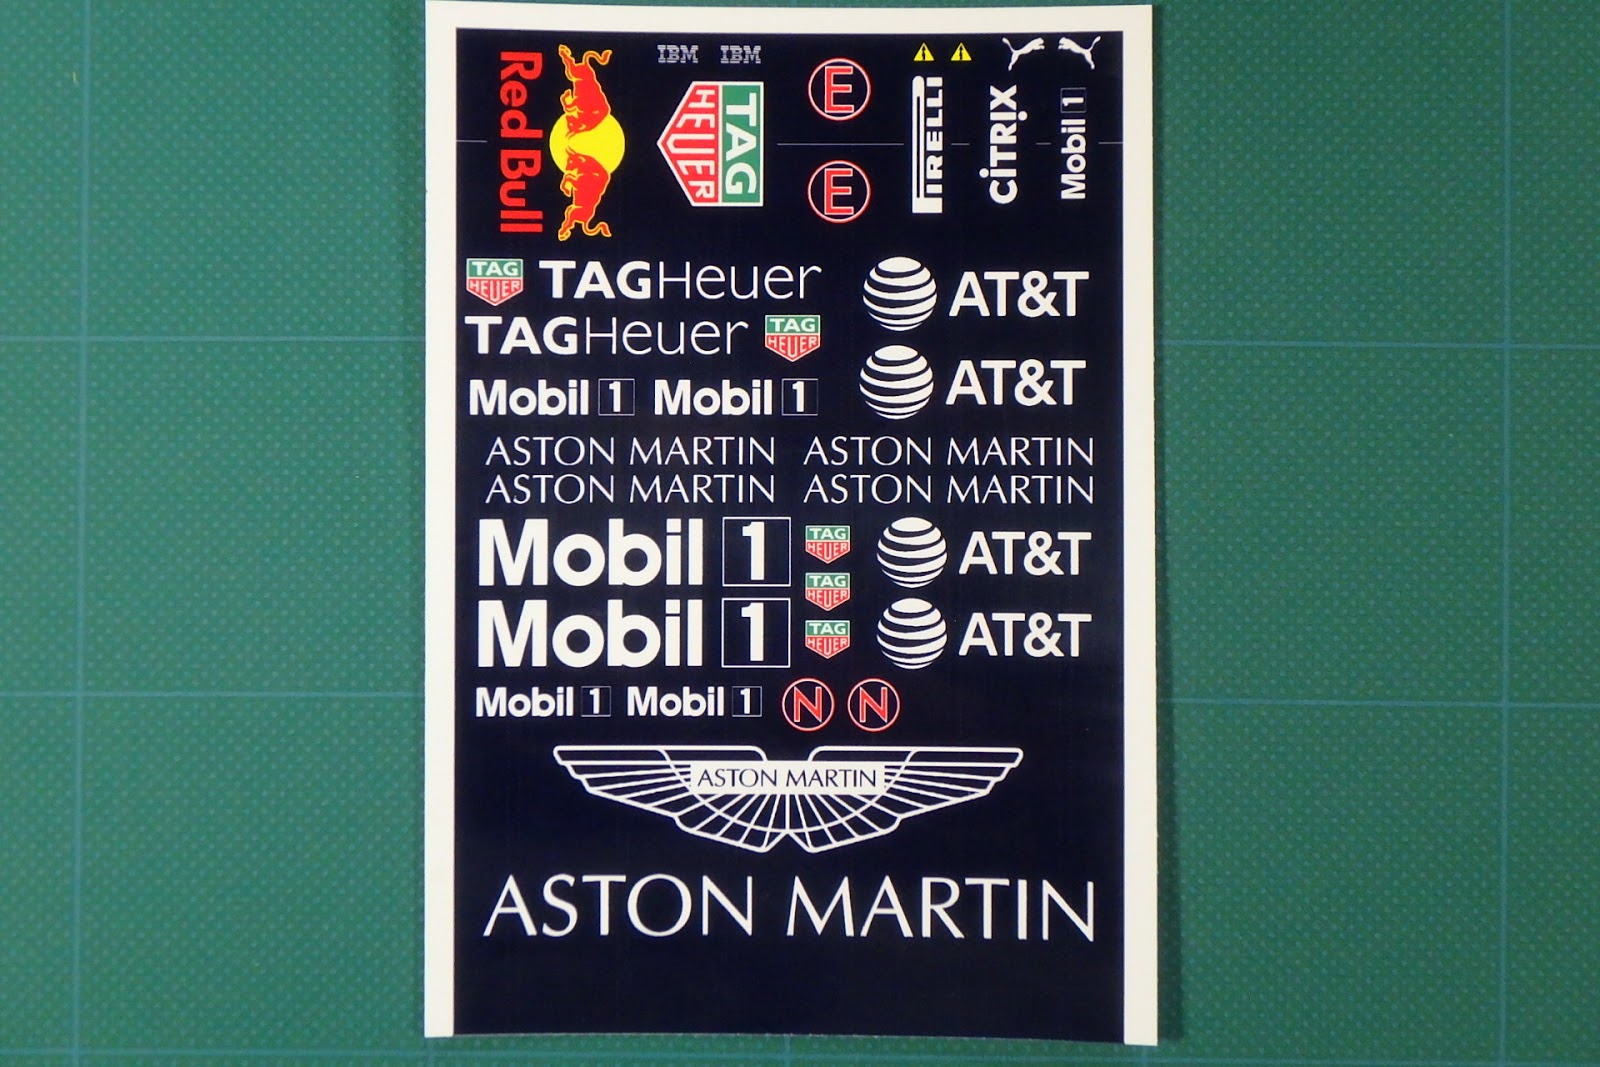 Red Bull
IBM IBM
TAG
HEUER
E
E
PIRELLI
CİTRIX
Mobil 1
TAG
HEUER
TAGHeuer
AT&T
TAGHeuer
TAG
HEUER
AT&T
Mobil 1 Mobil 1
ASTON MARTIN ASTON MARTIN
ASTON MARTIN ASTON MARTIN
Mobil 1
TAG
HEUER
AT&T
TAG
HEUER
Mobil 1
TAG
HEUER
AT&T
Mobil 1 Mobil 1 N N
ASTON MARTIN
ASTON MARTIN